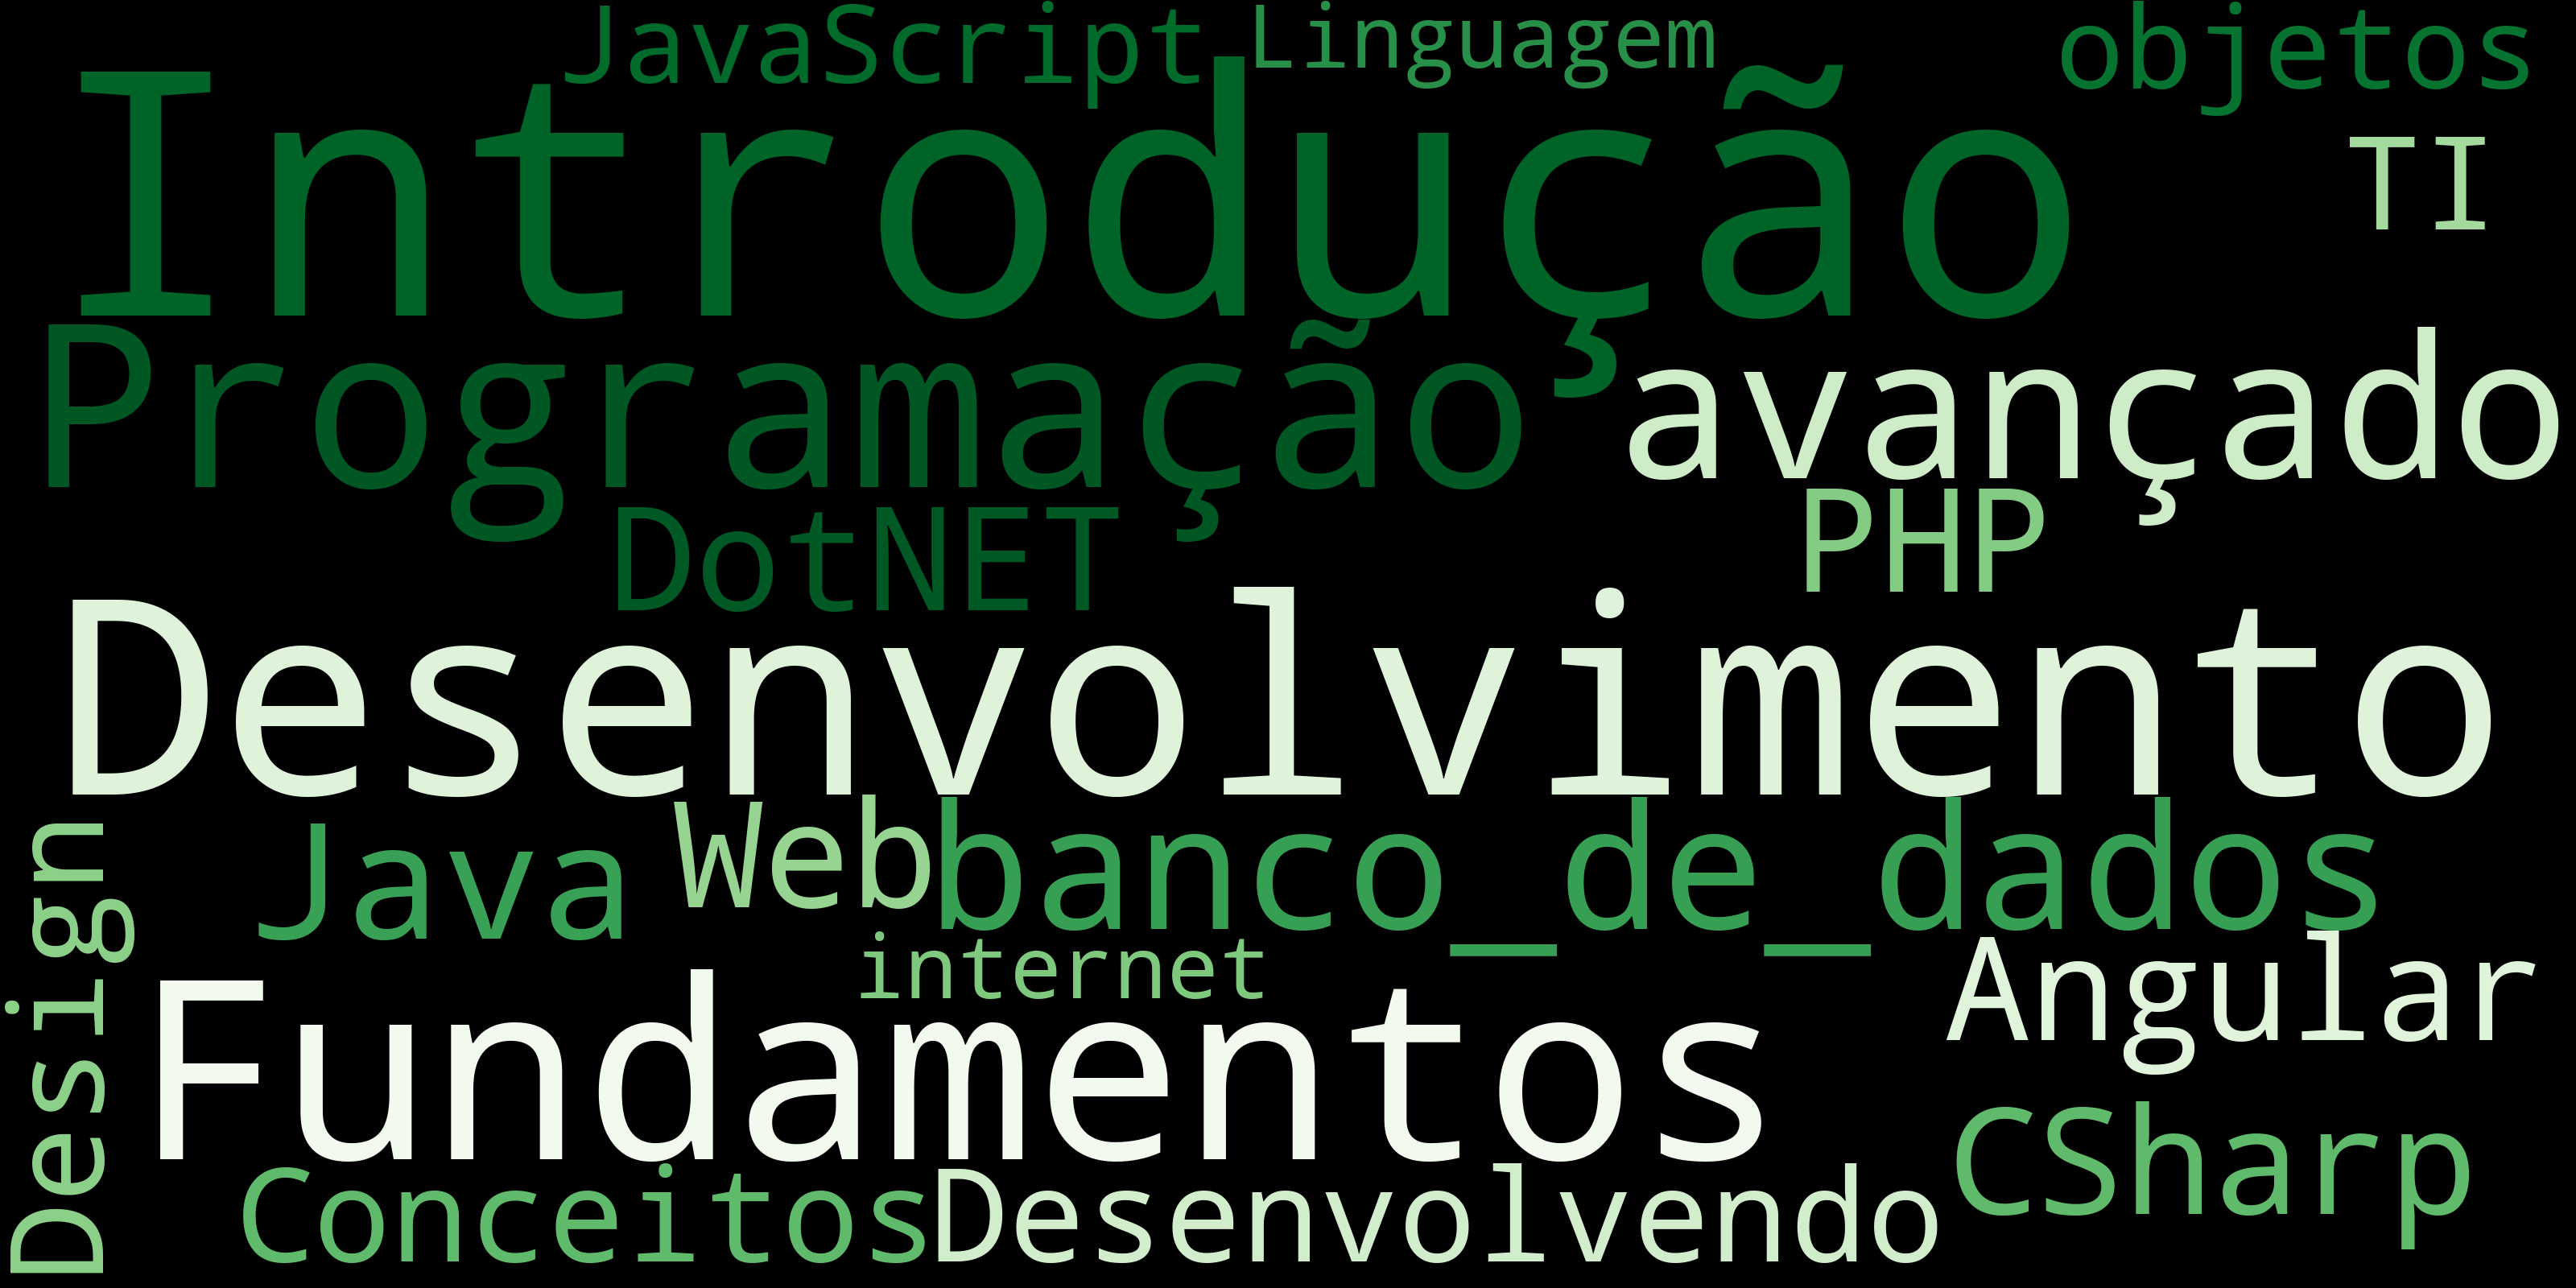 JavaScript Linguagem objetos
Introdução TI
Programação avançado
DotNET PHP
Desenvolvimento
Java Web banco_de_dados
internet
Design
Fundamentos Angular
Conceitos Desenvolvendo CSharp